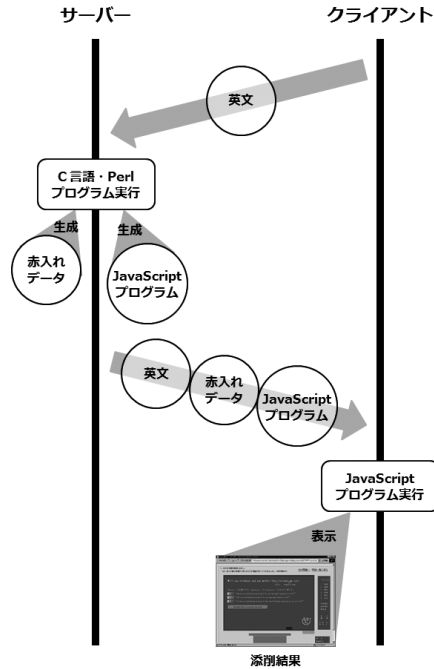 サーバー
クライアント
英文
C言語・Perl
プログラム実行
生成
生成
赤入れ
データ
JavaScript
プログラム
英文
赤入れ
データ
JavaScript
プログラム
JavaScript
プログラム実行
表示
添削結果